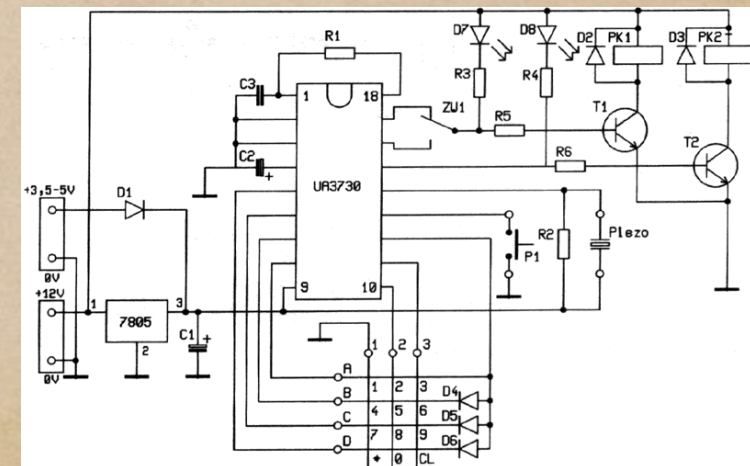 D7 D8 D2 PK1 D3 PK2
R1
R3 R4
C3
1 18
ZW1
R5
T1
C2
+
R6
T2
UA3730
+3,5-5V
D1
R2
Piezo
P1
0V
+12V
1
3
9 10
7805
2
C1
+
0V
1 2 3
A
1 2 3
B
D4
4 5 6
C
D5
7 8 9
D
D6
* 0 CL